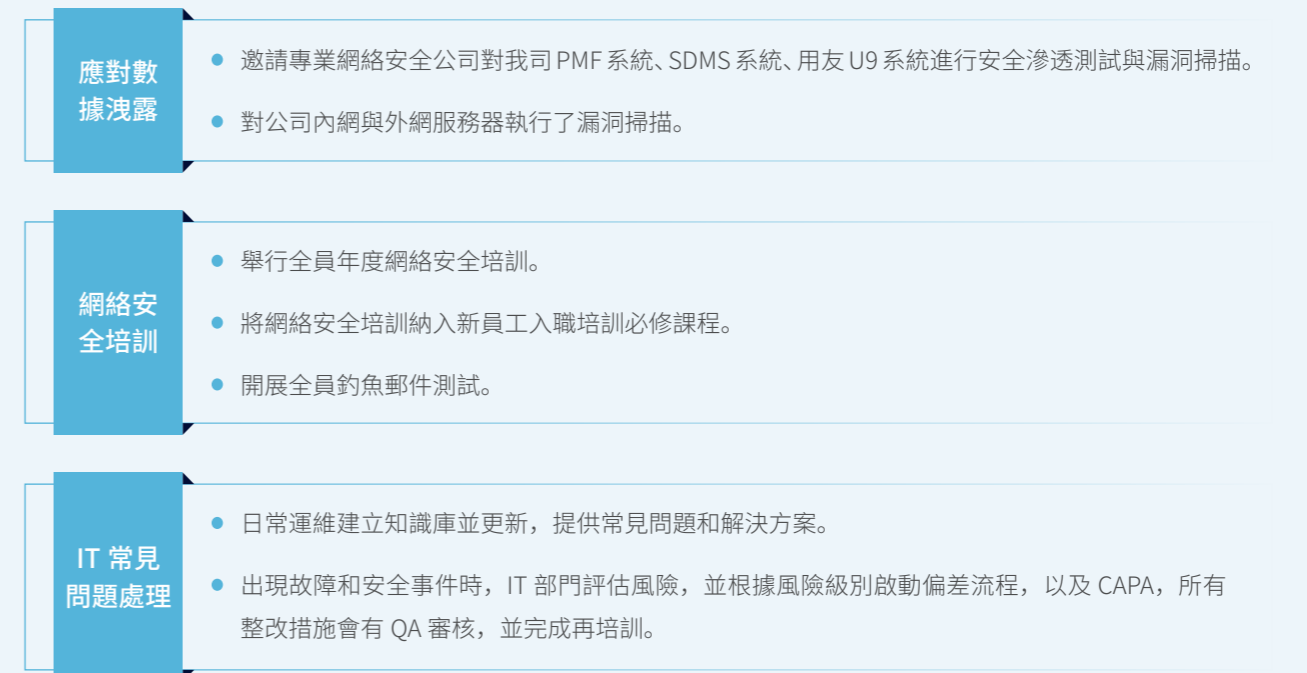 應對數
據洩露
邀請專業網絡安全公司對我司 PMF 系統、SDMS 系統、用友 U9 系統進行安全滲透測試與漏洞掃描。
對公司內網與外網服務器執行了漏洞掃描。
網絡安
全培訓
舉行全員年度網絡安全培訓。
將網絡安全培訓納入新員工入職培訓必修課程。
開展全員釣魚郵件測試。
IT 常見
問題處理
日常運維建立知識庫並更新，提供常見問題和解決方案。
出現故障和安全事件時，IT 部門評估風險，並根據風險級別啟動偏差流程，以及 CAPA，所有
整改措施會有 QA 審核，並完成再培訓。